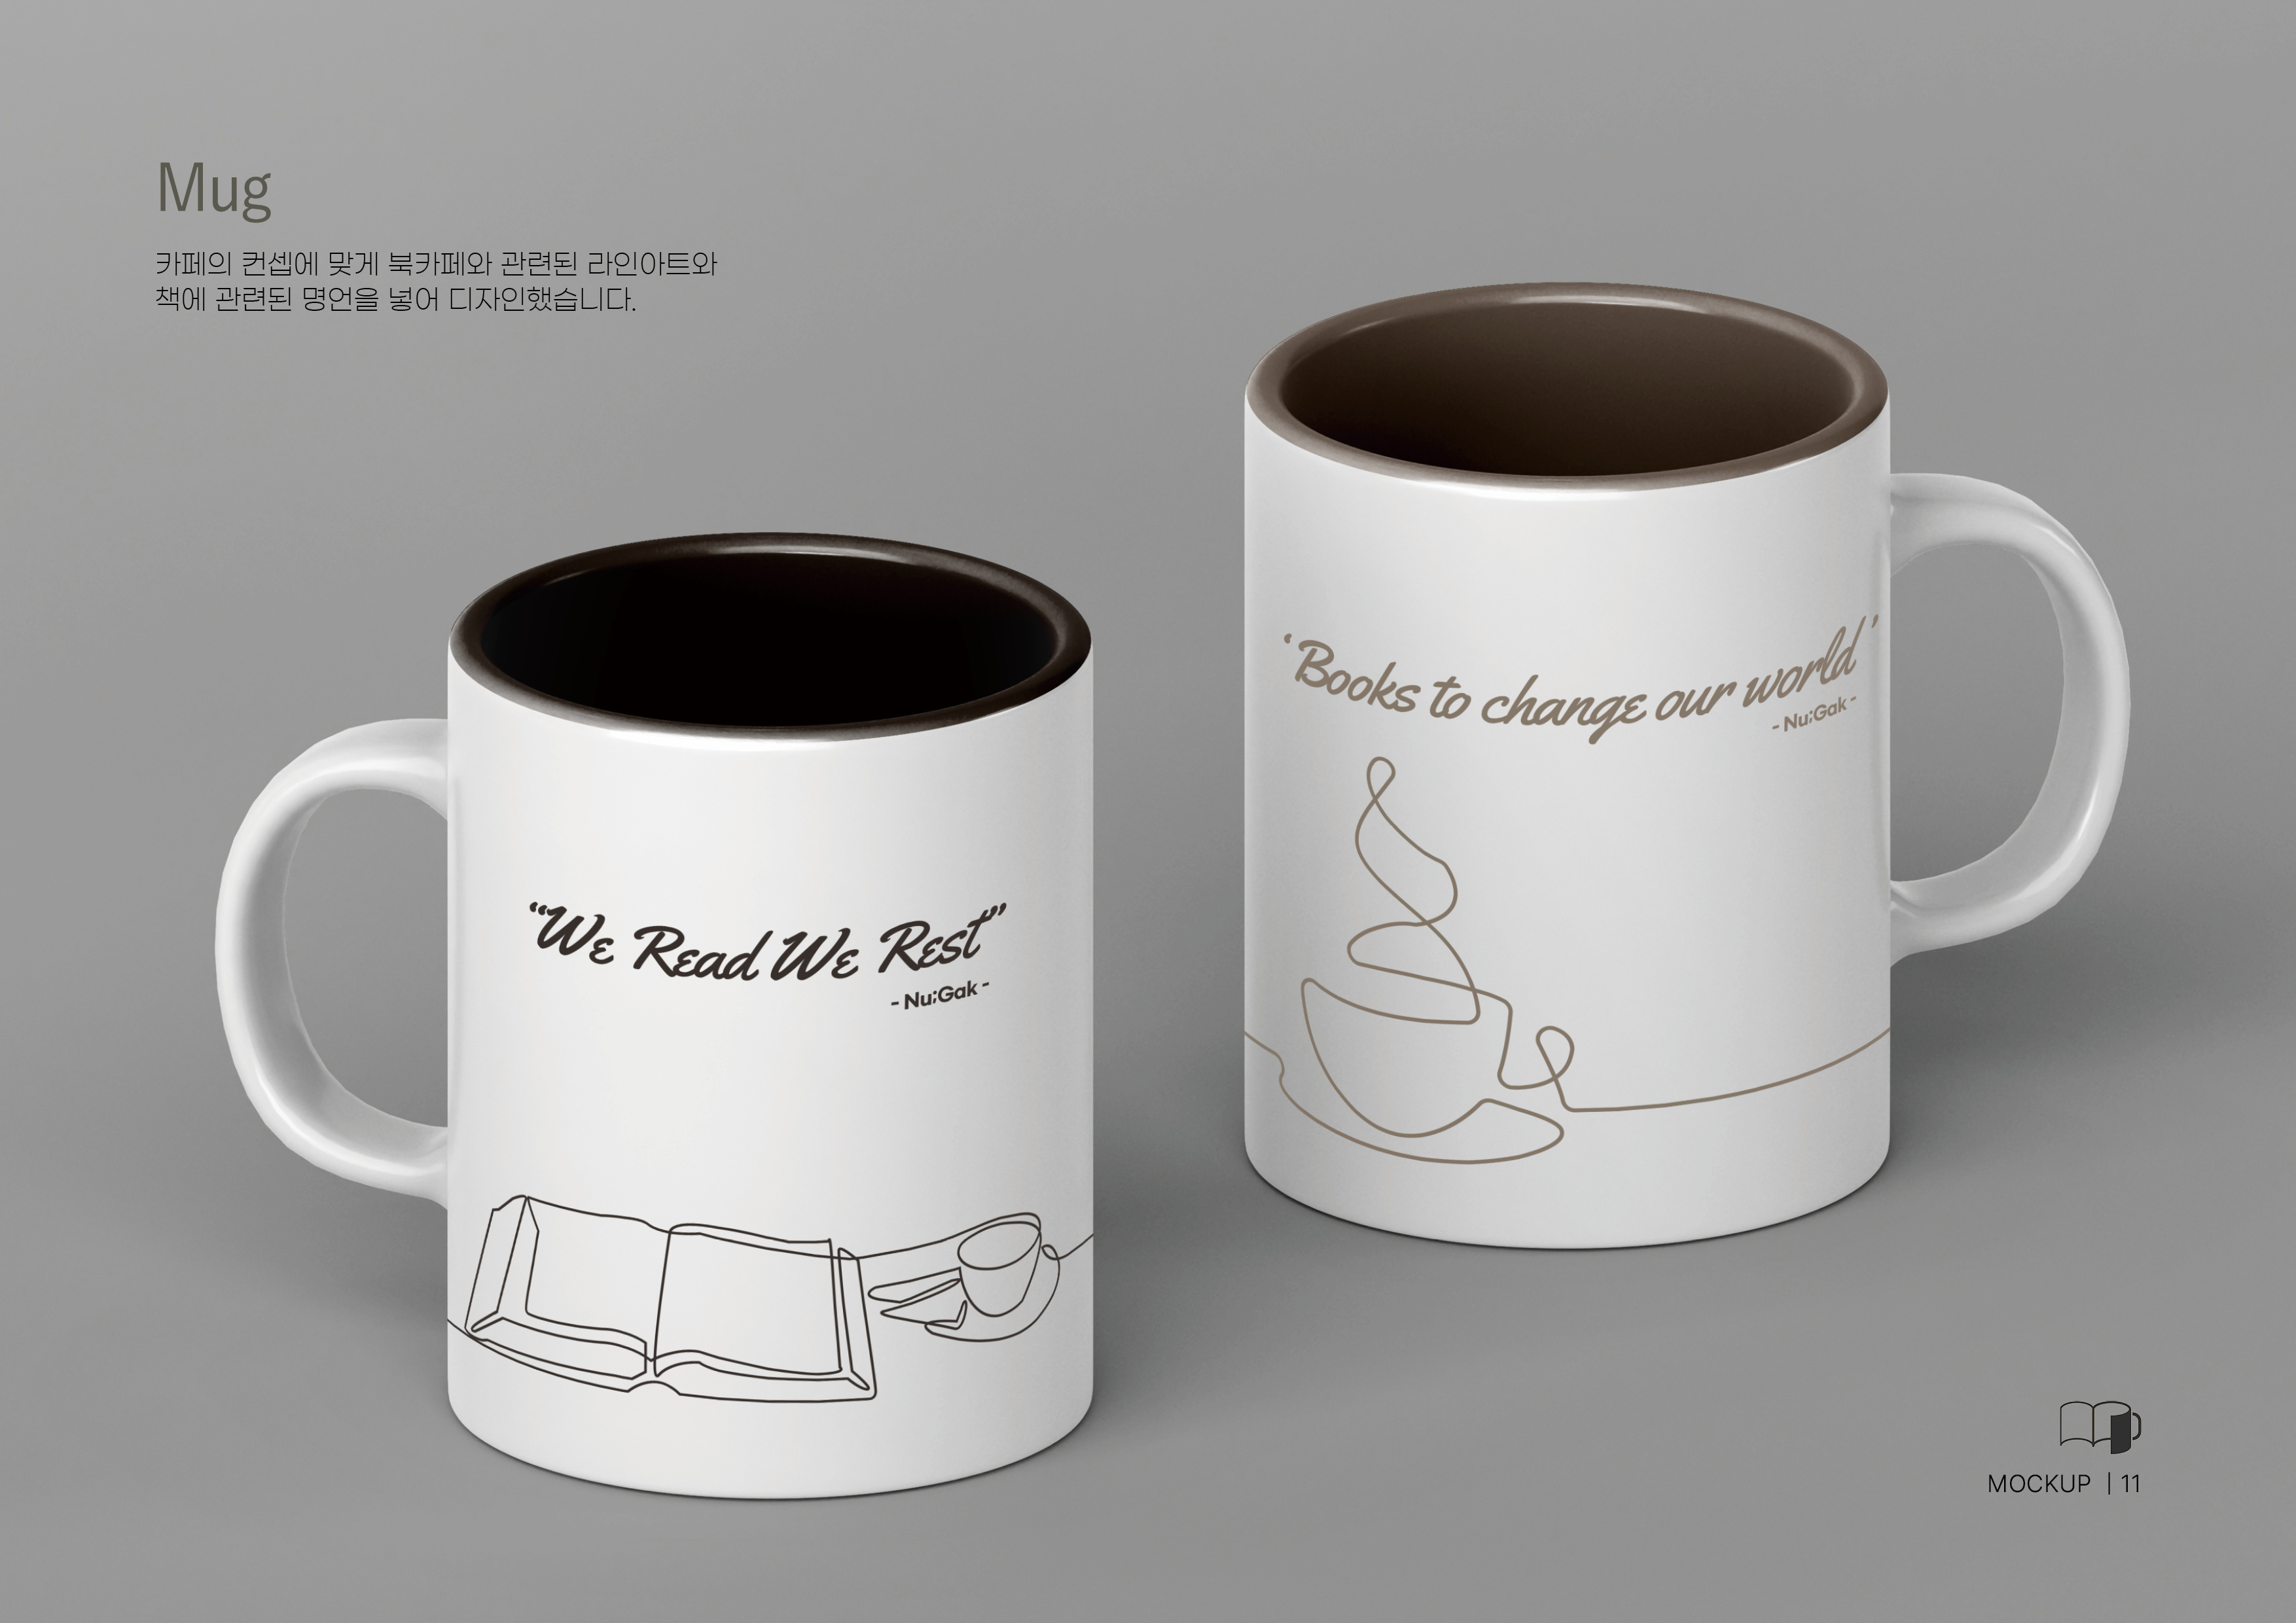 Mug
카페의 컨셉에 맞게 북카페와 관련된 라인아트와
책에 관련된 명언을 넣어 디자인했습니다.
‘Books to change our world’
- Nu;Gak -
“We Read We Rest”
- Nu;Gak -
MOCKUP | 11